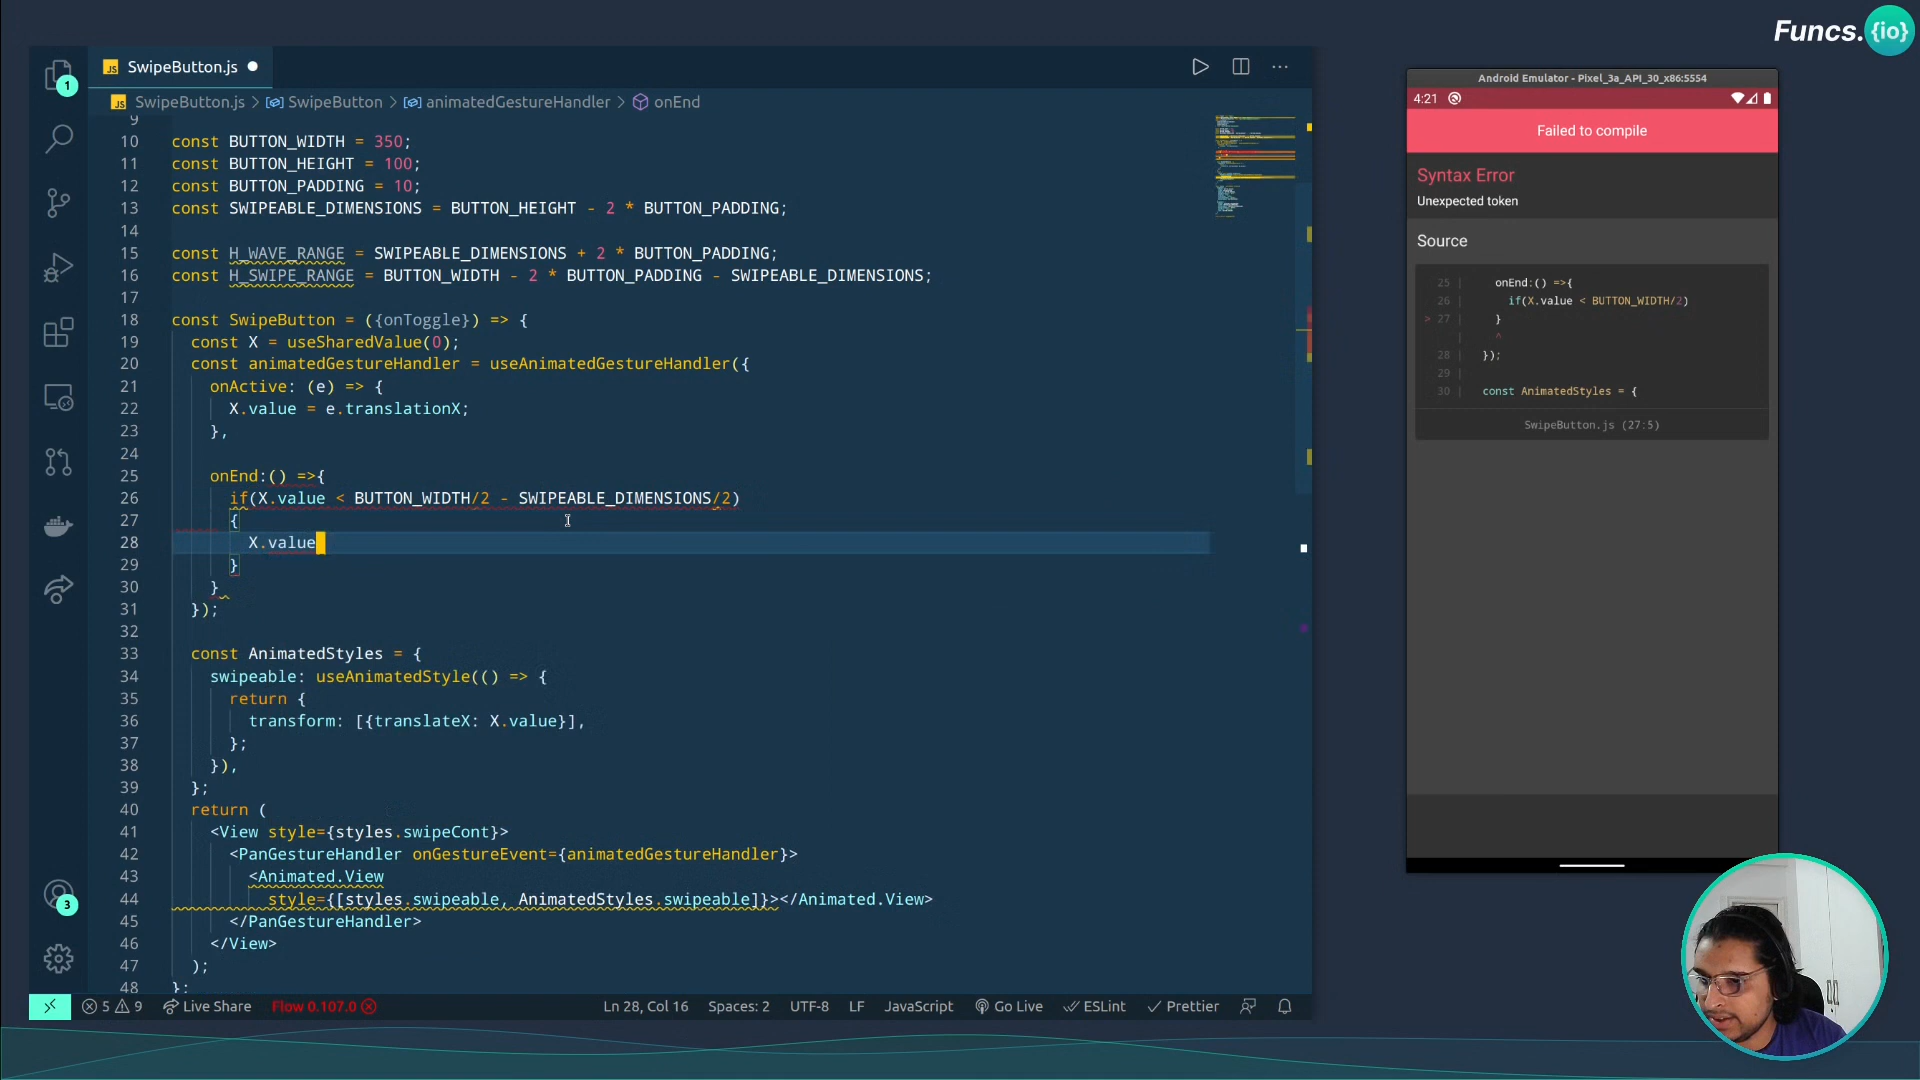 Funcs.{io}
SwipeButton.js
SwipeButton.js > SwipeButton > animatedGestureHandler > onEnd
9
10 const BUTTON_WIDTH = 350;
11 const BUTTON_HEIGHT = 100;
12 const BUTTON_PADDING = 10;
13 const SWIPEABLE_DIMENSIONS = BUTTON_HEIGHT - 2 * BUTTON_PADDING;
14
15 const H_WAVE_RANGE = SWIPEABLE_DIMENSIONS + 2 * BUTTON_PADDING;
16 const H_SWIPE_RANGE = BUTTON_WIDTH - 2 * BUTTON_PADDING - SWIPEABLE_DIMENSIONS;
17
18 const SwipeButton = ({onToggle}) => {
19 const X = useSharedValue(0);
20 const animatedGestureHandler = useAnimatedGestureHandler({
21 onActive: (e) => {
22 X.value = e.translationX;
23 },
24
25 onEnd:() =>{
26 if(X.value < BUTTON_WIDTH/2 - SWIPEABLE_DIMENSIONS/2)
27 {
28 X.value
29 }
30 }
31 });
32
33 const AnimatedStyles = {
34 swipeable: useAnimatedStyle(() => {
35 return {
36 transform: [{translateX: X.value}],
37 };
38 }),
39 };
40 return (
41 <View style={styles.swipeCont}>
42 <PanGestureHandler onGestureEvent={animatedGestureHandler}>
43 <Animated.View
44 style={[styles.swipeable, AnimatedStyles.swipeable]}></Animated.View>
45 </PanGestureHandler>
46 </View>
47 );
48 };
1
3
5 9 Live Share Flow 0.107.0 Ln 28, Col 16 Spaces: 2 UTF-8 LF JavaScript Go Live ESLint Prettier
Android Emulator - Pixel_3a_API_30_x86:5554
4:21
Failed to compile
Syntax Error
Unexpected token
Source
25 | onEnd:() =>{
26 | if(X.value < BUTTON_WIDTH/2)
> 27 | }
| ^
28 | });
29 |
30 | const AnimatedStyles = {
SwipeButton.js (27:5)